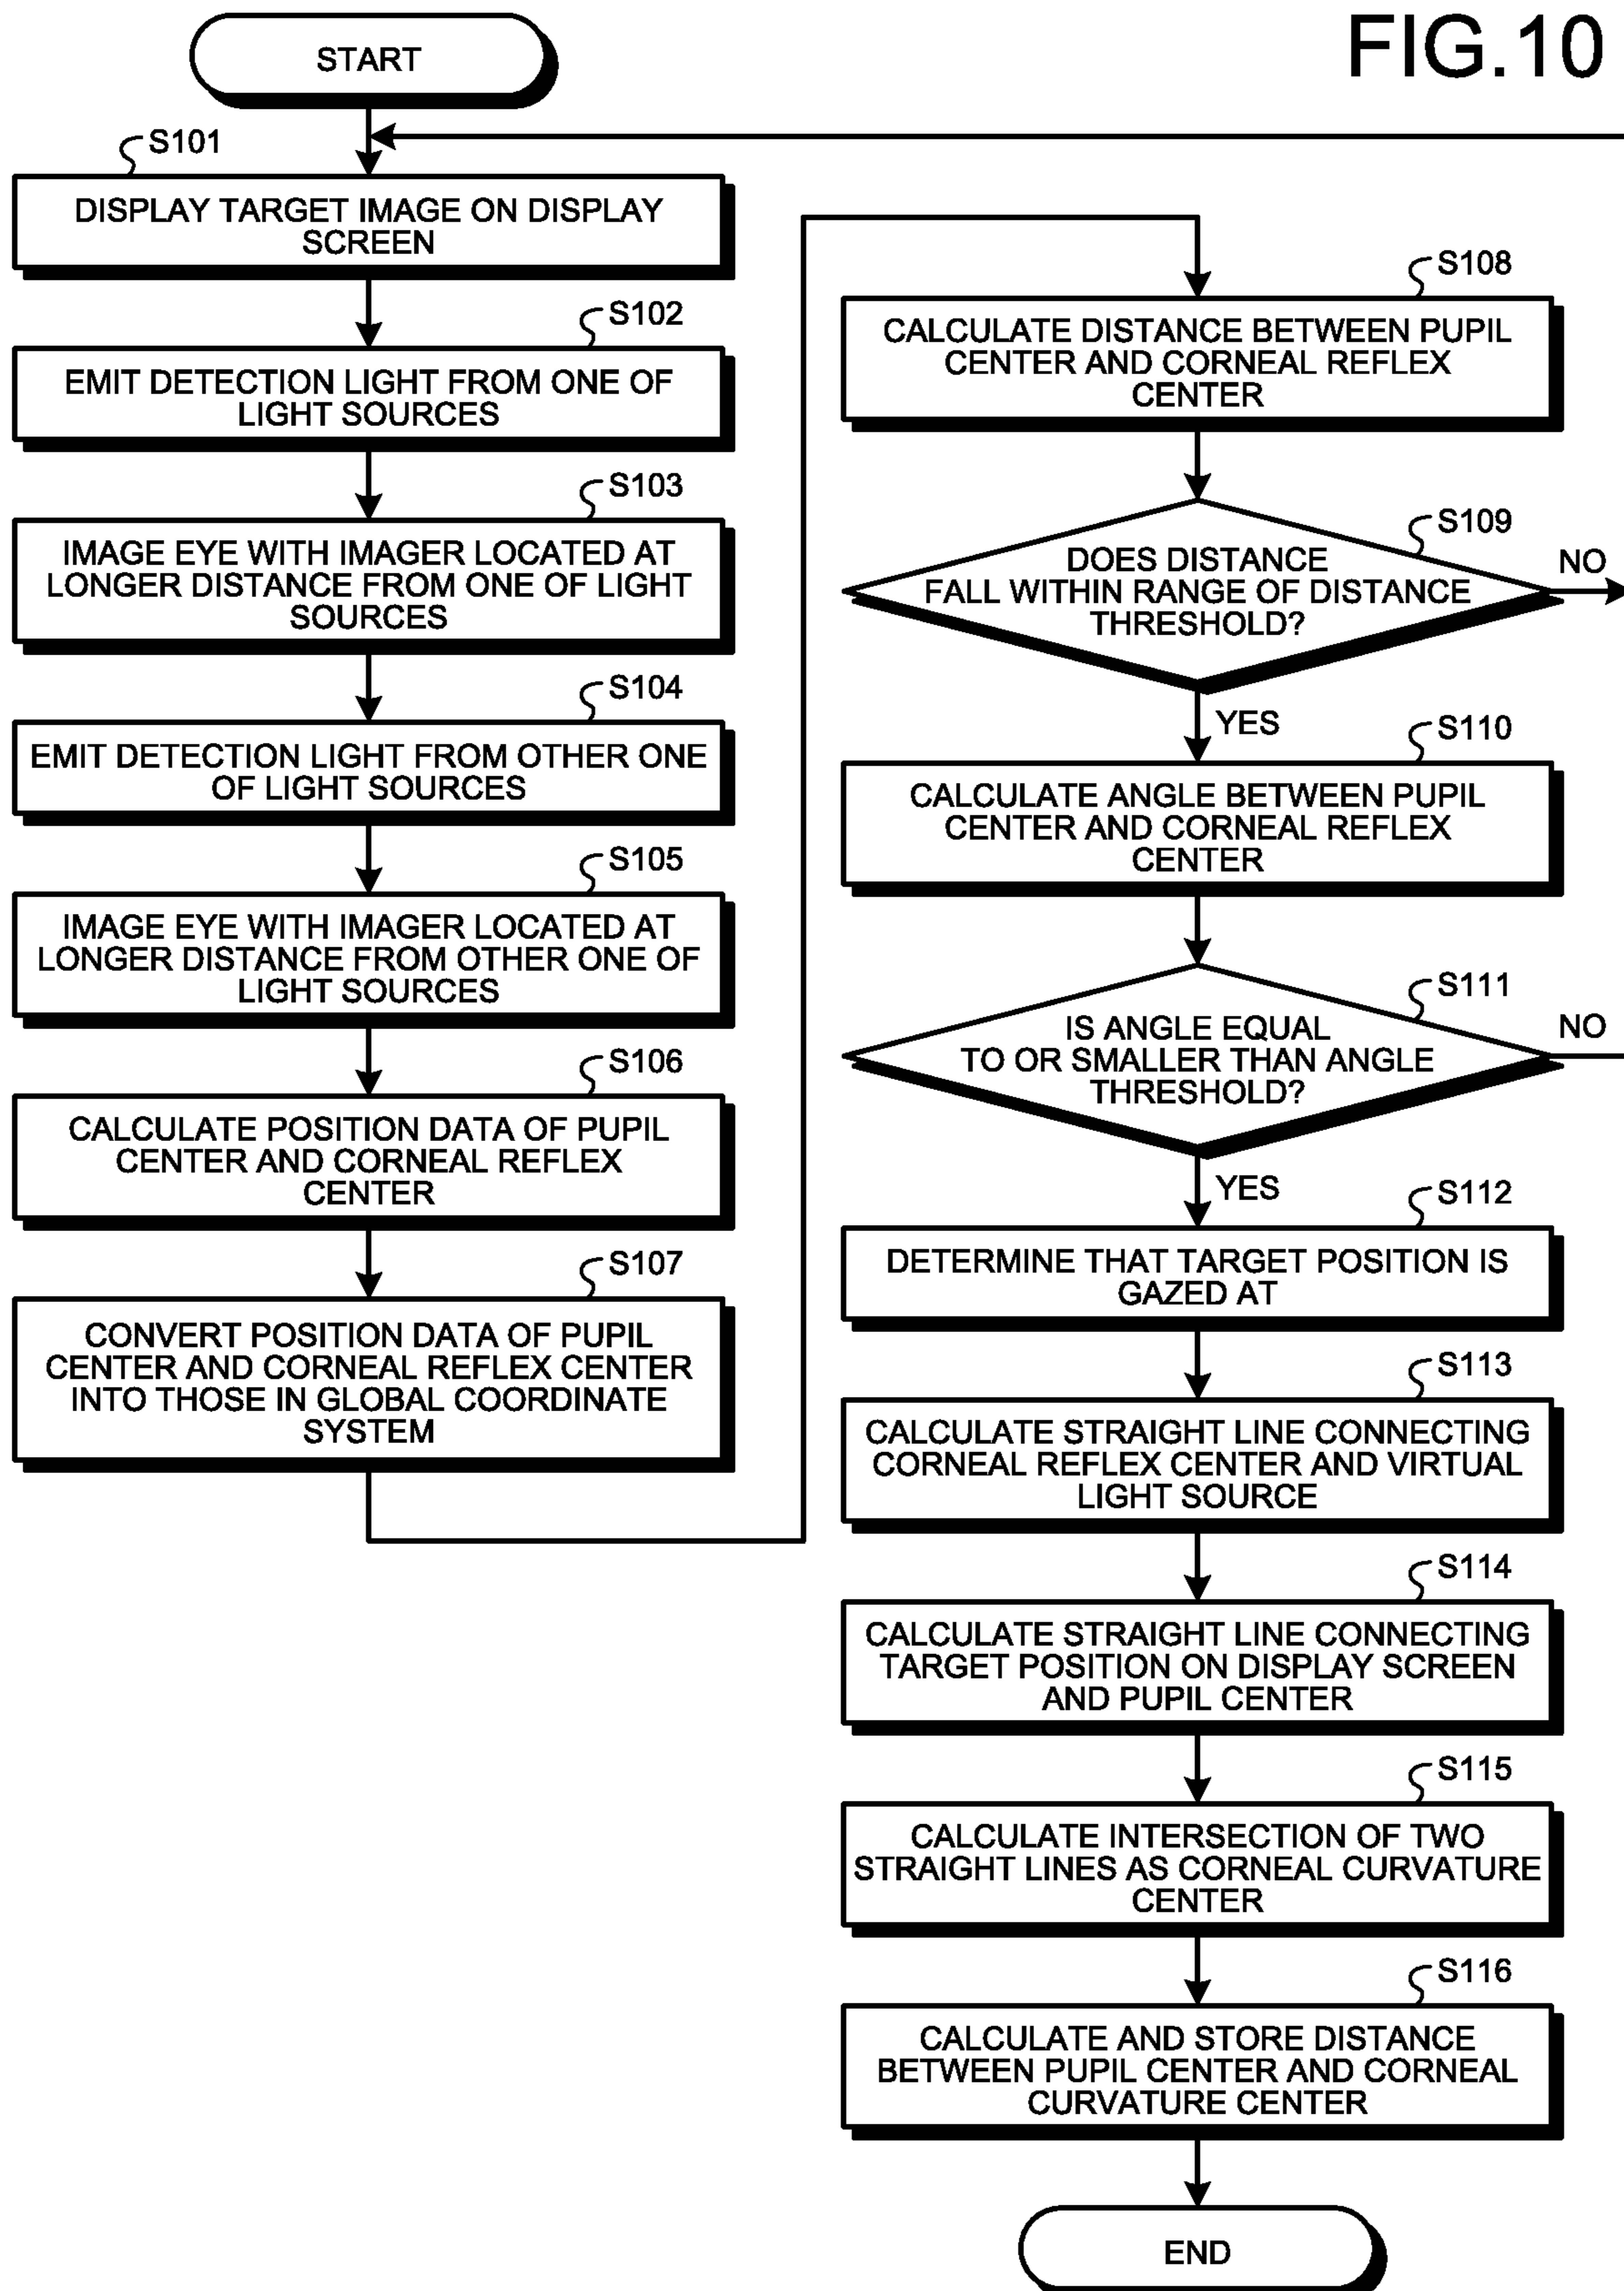 FIG.10
START
S101
DISPLAY TARGET IMAGE ON DISPLAY
SCREEN
S102
EMIT DETECTION LIGHT FROM ONE OF
LIGHT SOURCES
S103
IMAGE EYE WITH IMAGER LOCATED AT
LONGER DISTANCE FROM ONE OF LIGHT
SOURCES
S104
EMIT DETECTION LIGHT FROM OTHER ONE
OF LIGHT SOURCES
S105
IMAGE EYE WITH IMAGER LOCATED AT
LONGER DISTANCE FROM OTHER ONE OF
LIGHT SOURCES
S106
CALCULATE POSITION DATA OF PUPIL
CENTER AND CORNEAL REFLEX
CENTER
S107
CONVERT POSITION DATA OF PUPIL
CENTER AND CORNEAL REFLEX CENTER
INTO THOSE IN GLOBAL COORDINATE
SYSTEM
S108
CALCULATE DISTANCE BETWEEN PUPIL
CENTER AND CORNEAL REFLEX
CENTER
S109
DOES DISTANCE
FALL WITHIN RANGE OF DISTANCE
THRESHOLD?
NO
YES
S110
CALCULATE ANGLE BETWEEN PUPIL
CENTER AND CORNEAL REFLEX
CENTER
S111
IS ANGLE EQUAL
TO OR SMALLER THAN ANGLE
THRESHOLD?
NO
YES
S112
DETERMINE THAT TARGET POSITION IS
GAZED AT
S113
CALCULATE STRAIGHT LINE CONNECTING
CORNEAL REFLEX CENTER AND VIRTUAL
LIGHT SOURCE
S114
CALCULATE STRAIGHT LINE CONNECTING
TARGET POSITION ON DISPLAY SCREEN
AND PUPIL CENTER
S115
CALCULATE INTERSECTION OF TWO
STRAIGHT LINES AS CORNEAL CURVATURE
CENTER
S116
CALCULATE AND STORE DISTANCE
BETWEEN PUPIL CENTER AND CORNEAL
CURVATURE CENTER
END